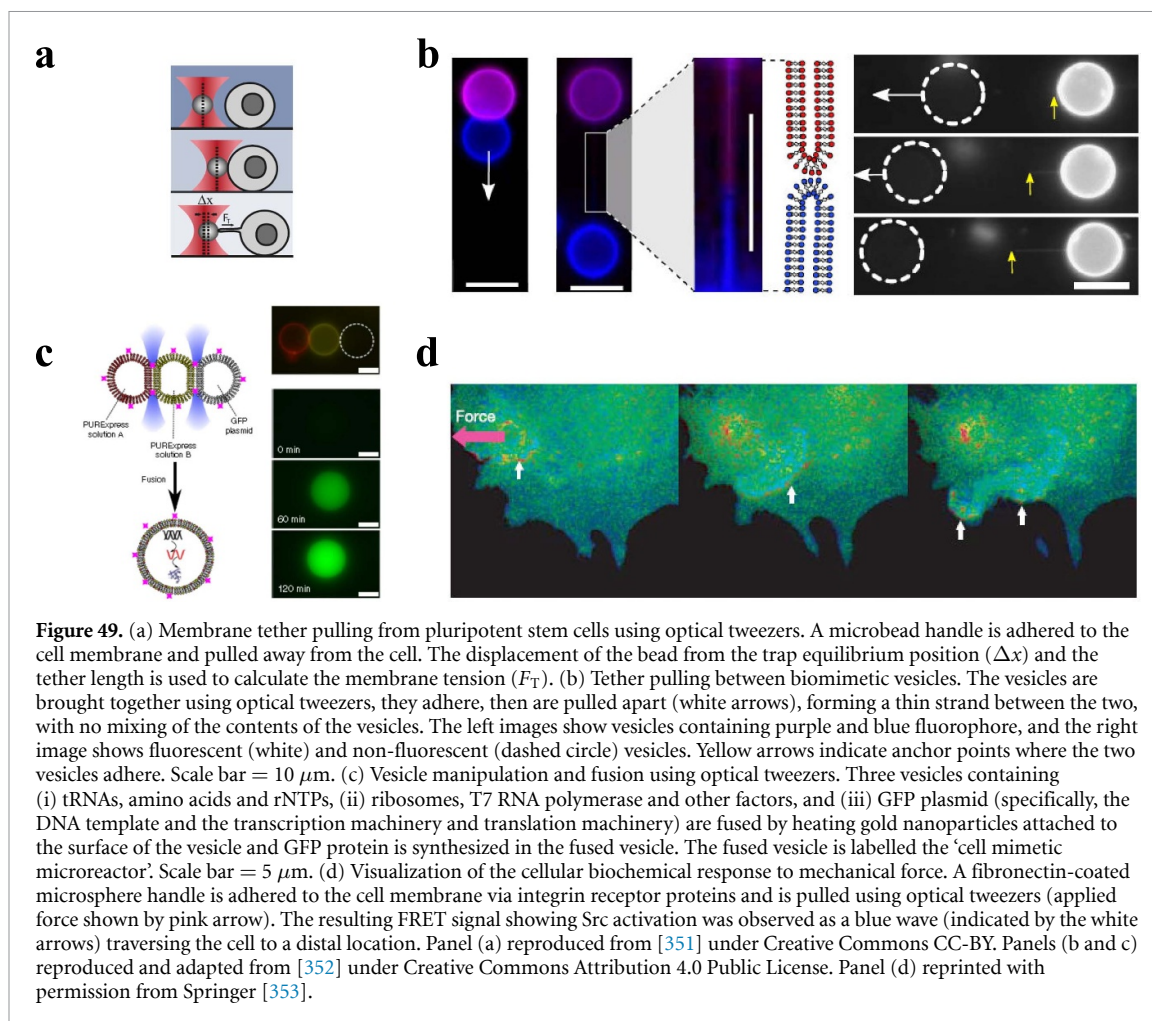 a
b
Δx
F_T
c
PURExpress
solution A
PURExpress
solution B
GFP
plasmid
Fusion
0 min
60 min
120 min
d
Force
Figure 49. (a) Membrane tether pulling from pluripotent stem cells using optical tweezers. A microbead handle is adhered to the
cell membrane and pulled away from the cell. The displacement of the bead from the trap equilibrium position (Δx) and the
tether length is used to calculate the membrane tension (F_T). (b) Tether pulling between biomimetic vesicles. The vesicles are
brought together using optical tweezers, they adhere, then are pulled apart (white arrows), forming a thin strand between the two,
with no mixing of the contents of the vesicles. The left images show vesicles containing purple and blue fluorophore, and the right
image shows fluorescent (white) and non-fluorescent (dashed circle) vesicles. Yellow arrows indicate anchor points where the two
vesicles adhere. Scale bar = 10 μm. (c) Vesicle manipulation and fusion using optical tweezers. Three vesicles containing
(i) tRNAs, amino acids and rNTPs, (ii) ribosomes, T7 RNA polymerase and other factors, and (iii) GFP plasmid (specifically, the
DNA template and the transcription machinery and translation machinery) are fused by heating gold nanoparticles attached to
the surface of the vesicle and GFP protein is synthesized in the fused vesicle. The fused vesicle is labelled the ‘cell mimetic
microreactor’. Scale bar = 5 μm. (d) Visualization of the cellular biochemical response to mechanical force. A fibronectin-coated
microsphere handle is adhered to the cell membrane via integrin receptor proteins and is pulled using optical tweezers (applied
force shown by pink arrow). The resulting FRET signal showing Src activation was observed as a blue wave (indicated by the white
arrows) traversing the cell to a distal location. Panel (a) reproduced from [351] under Creative Commons CC-BY. Panels (b and c)
reproduced and adapted from [352] under Creative Commons Attribution 4.0 Public License. Panel (d) reprinted with
permission from Springer [353].